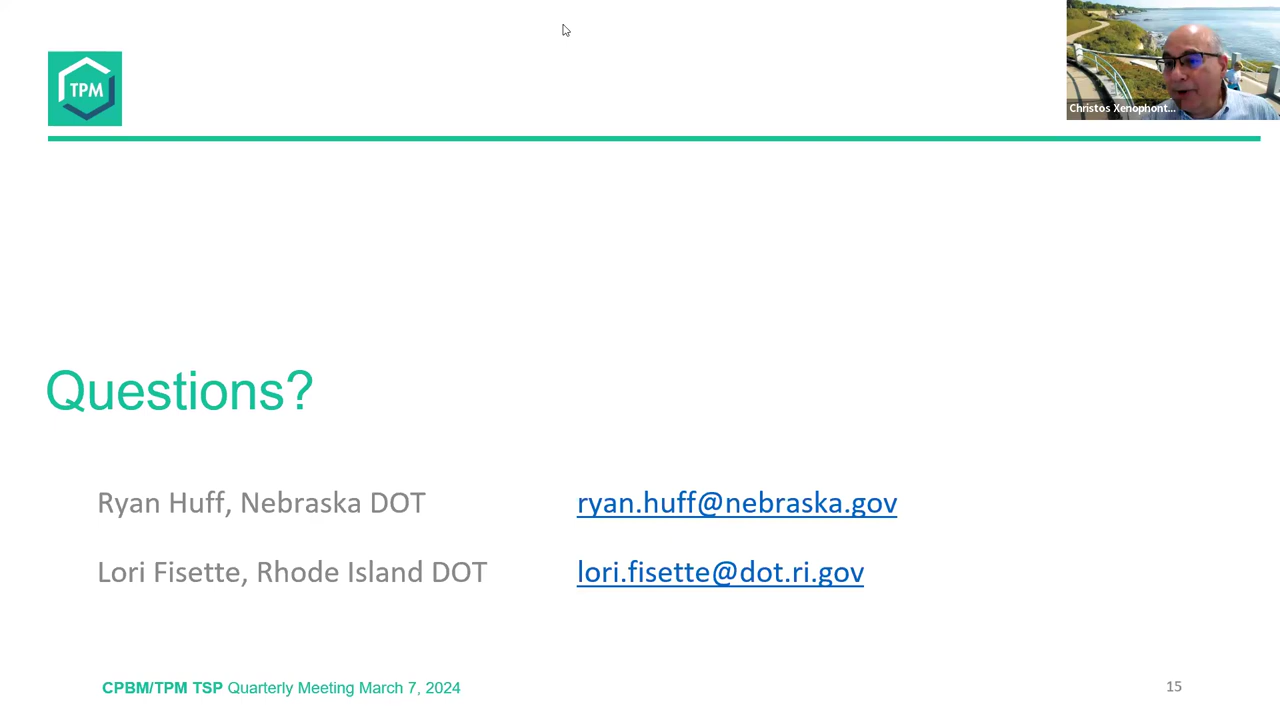 TPM
Christos Xenophont...
Questions?
Ryan Huff, Nebraska DOT ryan.huff@nebraska.gov
Lori Fisette, Rhode Island DOT lori.fisette@dot.ri.gov
CPBM/TPM TSP Quarterly Meeting March 7, 2024 15